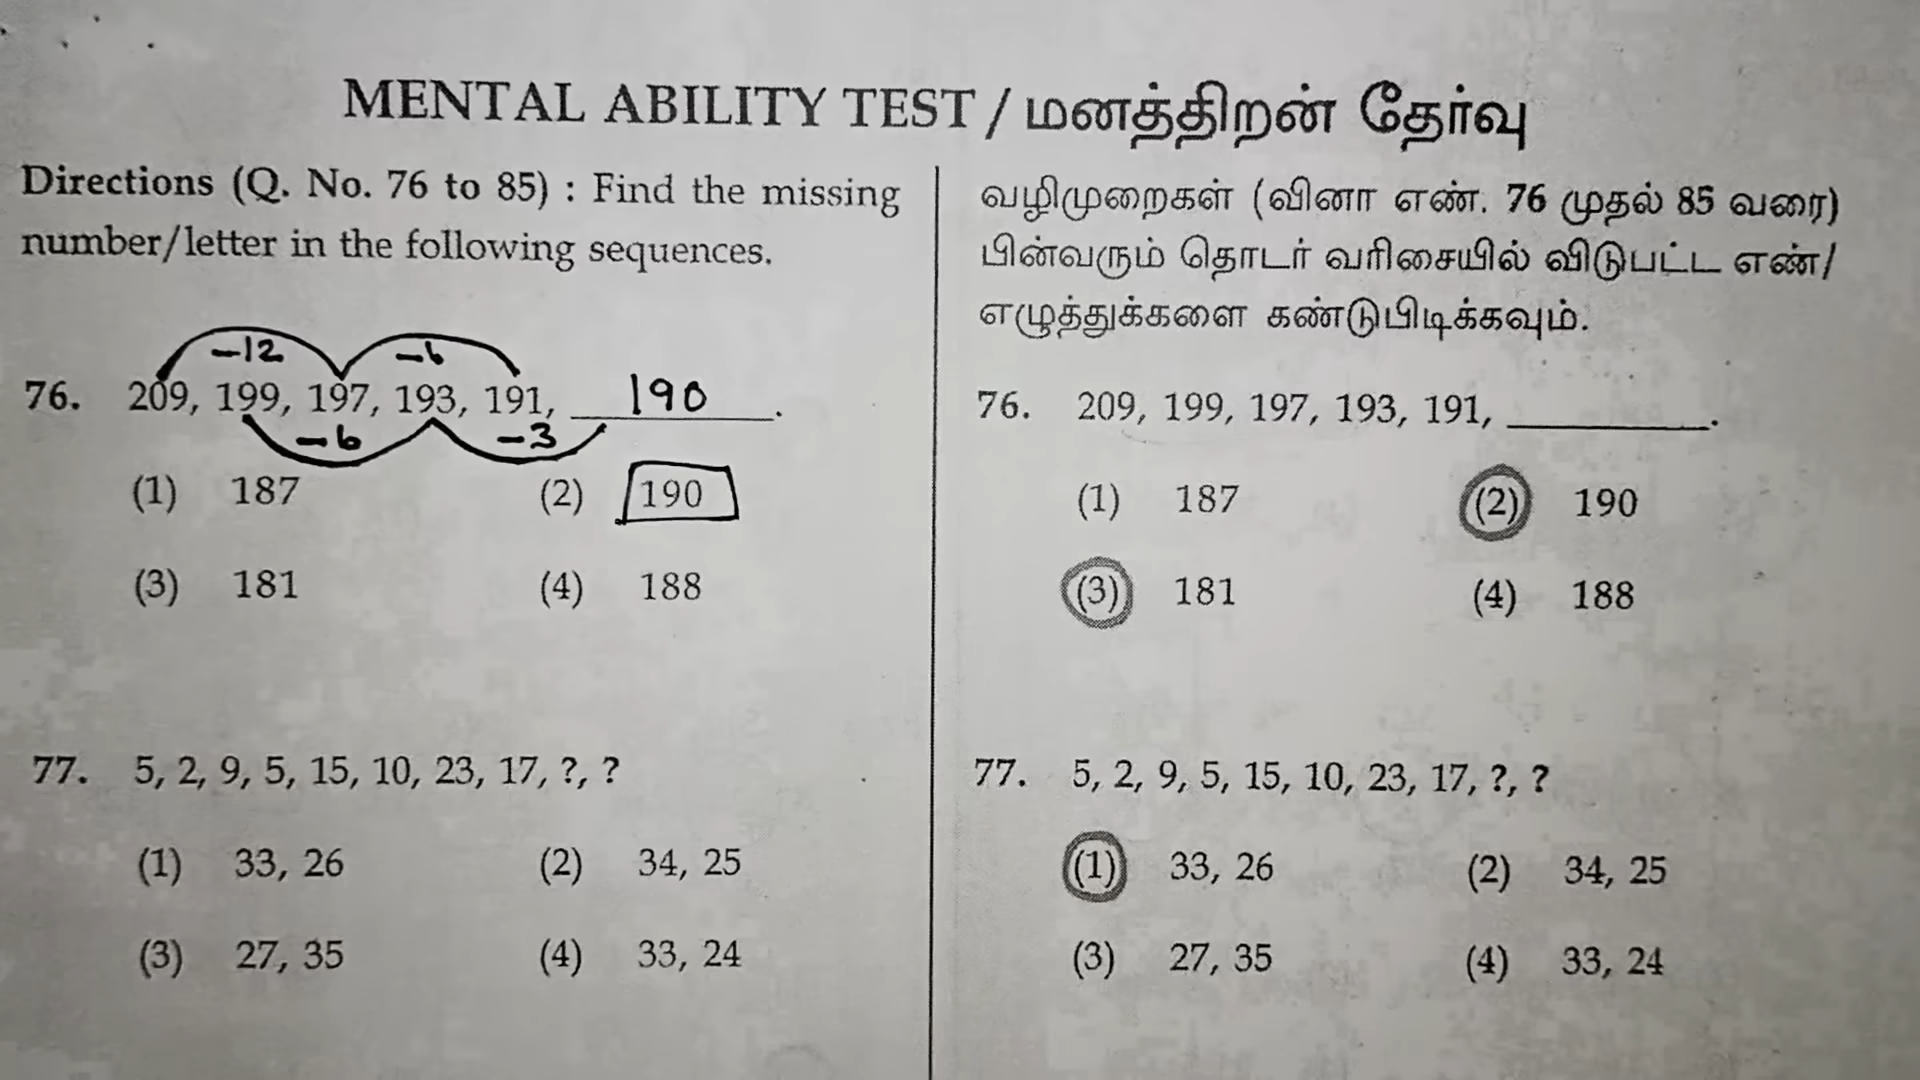 MENTAL ABILITY TEST / மனத்திறன் தேர்வு
Directions (Q. No. 76 to 85) : Find the missing
number/letter in the following sequences.
-12 -6
76. 209, 199, 197, 193, 191, 190.
-6 -3
(1) 187 (2) 190
(3) 181 (4) 188
77. 5, 2, 9, 5, 15, 10, 23, 17, ?, ?
(1) 33, 26 (2) 34, 25
(3) 27, 35 (4) 33, 24
வழிமுறைகள் (வினா எண். 76 முதல் 85 வரை)
பின்வரும் தொடர் வரிசையில் விடுபட்ட எண்/
எழுத்துக்களை கண்டுபிடிக்கவும்.
76. 209, 199, 197, 193, 191, ________.
(1) 187 (2) 190
(3) 181 (4) 188
77. 5, 2, 9, 5, 15, 10, 23, 17, ?, ?
(1) 33, 26 (2) 34, 25
(3) 27, 35 (4) 33, 24